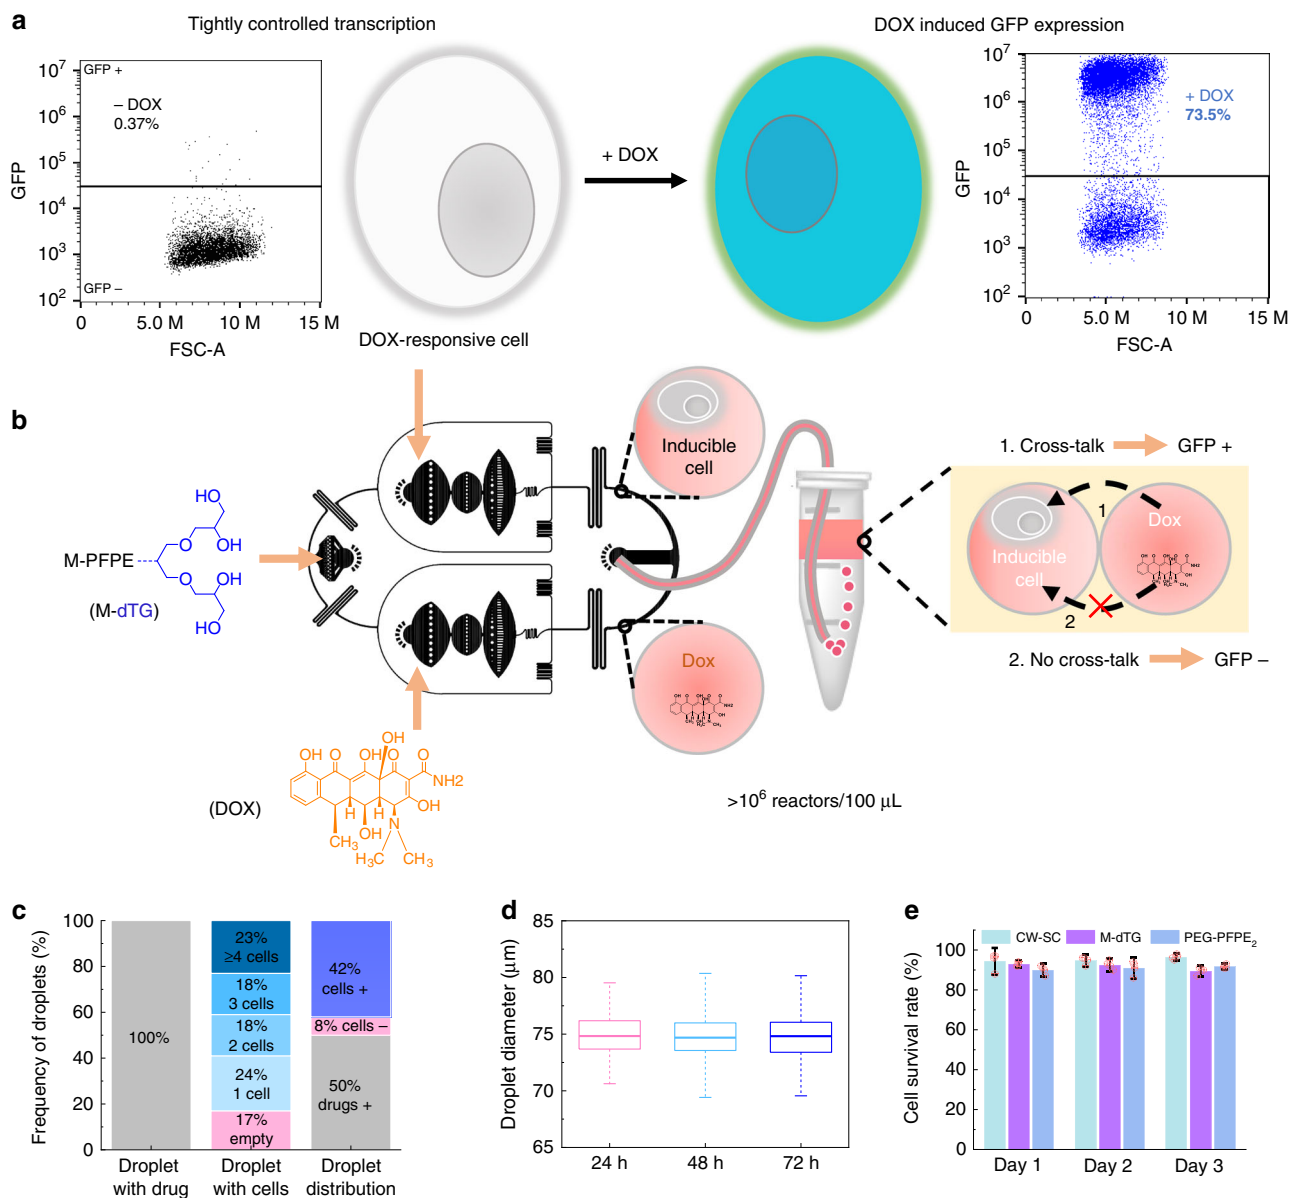 a
Tightly controlled transcription
DOX induced GFP expression
GFP +
– DOX
0.37%
GFP –
10^7
10^6
10^5
10^4
10^3
10^2
GFP
0
5.0 M
10 M
15 M
FSC-A
DOX-responsive cell
+ DOX
+ DOX
73.5%
10^7
10^6
10^5
10^4
10^3
10^2
GFP
0
5.0 M
10 M
15 M
FSC-A
b
HO
OH
O
M-PFPE
O
OH
HO
(M-dTG)
Inducible
cell
Dox
1. Cross-talk
GFP +
1
Dox
Inducible
cell
2
2. No cross-talk
GFP –
(DOX)
OH
O
OH
OH
O
O
NH2
OH
H
H
OH
N
CH₃
H₃C
CH₃
>10⁶ reactors/100 µL
c
Frequency of droplets (%)
100
80
60
40
20
0
100%
23%
≥4 cells
18%
3 cells
18%
2 cells
24%
1 cell
17%
empty
42%
cells +
8% cells –
50%
drugs +
Droplet
with drug
Droplet
with cells
Droplet
distribution
d
Droplet diameter (µm)
85
80
75
70
65
24 h
48 h
72 h
e
Cell survival rate (%)
CW-SC
M-dTG
PEG-PFPE₂
100
80
60
40
20
0
Day 1
Day 2
Day 3